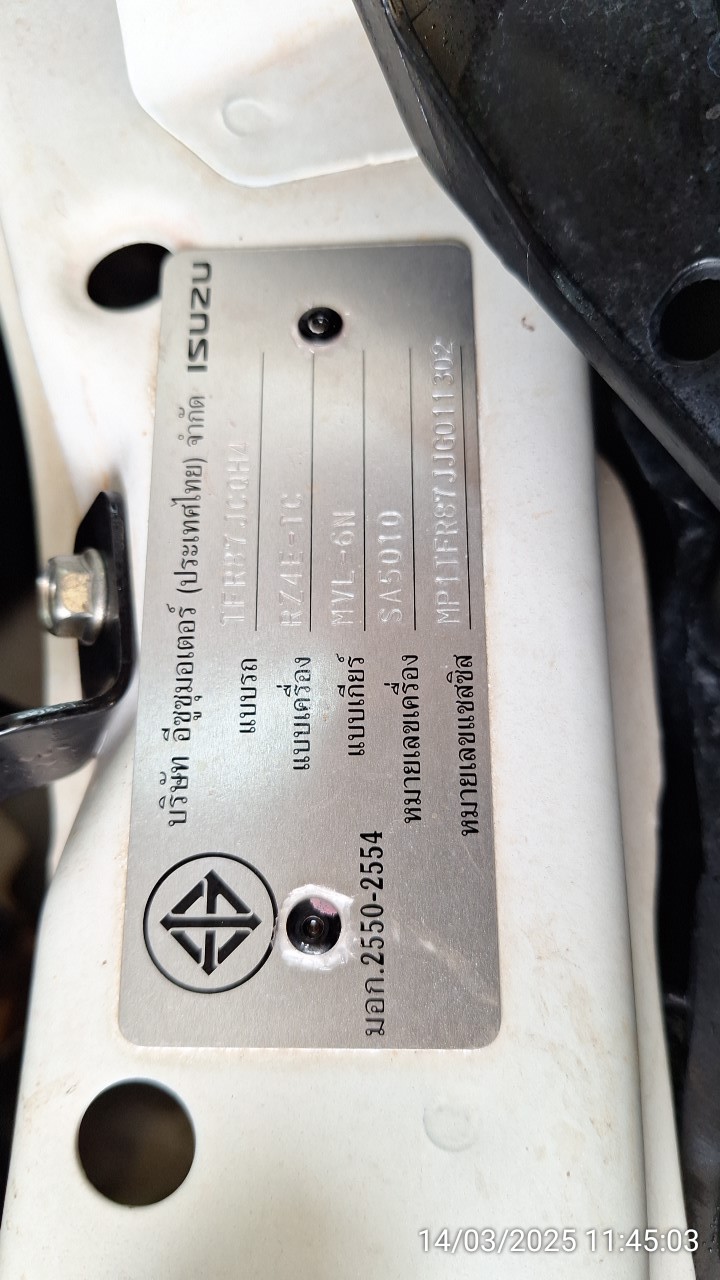 บริษัท อีซูซุมอเตอร์ (ประเทศไทย) จำกัด ISUZU
แบบรถ TFR87JCQH4
แบบเครื่อง RZ4E-TC
แบบเกียร์ MVL-6N
หมายเลขเครื่อง SA5010
หมายเลขแชสซิส MP1TFR87JJG011302
มอก.2550-2554
14/03/2025 11:45:03